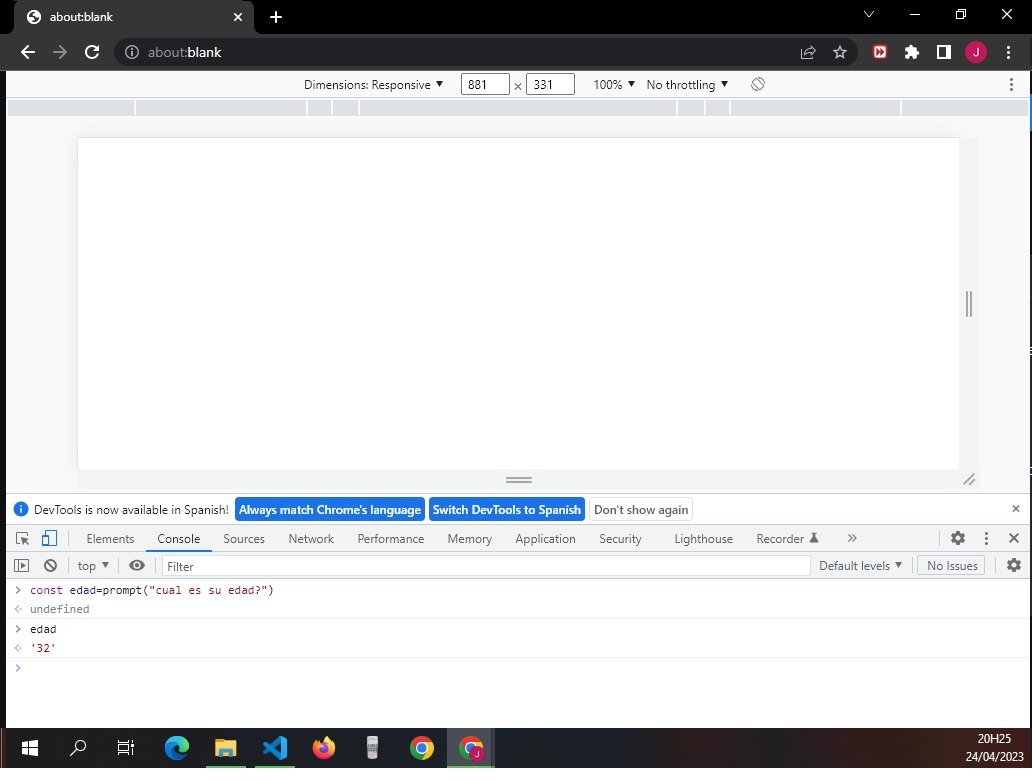 about:blank
about:blank
J
Dimensions: Responsive 881 × 331 100% No throttling
DevTools is now available in Spanish! Always match Chrome's language Switch DevTools to Spanish Don't show again
Elements Console Sources Network Performance Memory Application Security Lighthouse Recorder
top Filter Default levels No Issues
const edad=prompt("cual es su edad?")
undefined
edad
'32'
J
20H25
24/04/2023